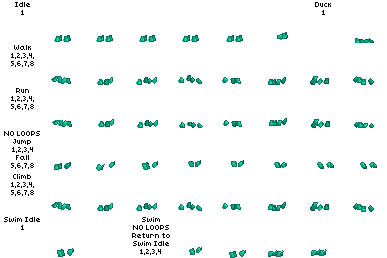 Idle
1
Duck
1
Walk
1,2,3,4,
5,6,7,8
Run
1,2,3,4,
5,6,7,8
NO LOOPS
Jump
1,2,3,4
Fall
5,6,7,8
Climb
1,2,3,4,
5,6,7,8
Swim Idle
1
Swim
NO LOOPS
Return to
Swim Idle
1,2,3,4